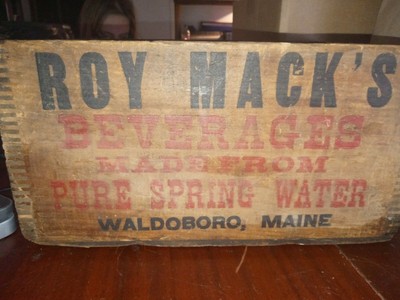 ROY MACK'S
BEVERAGES
MADE FROM
PURE SPRING WATER
WALDOBORO, MAINE